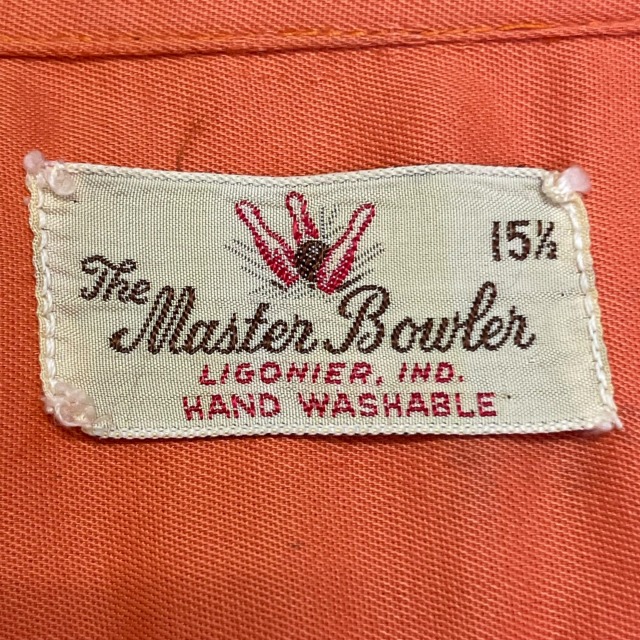 15½
The Master Bowler
LIGONIER, IND.
HAND WASHABLE